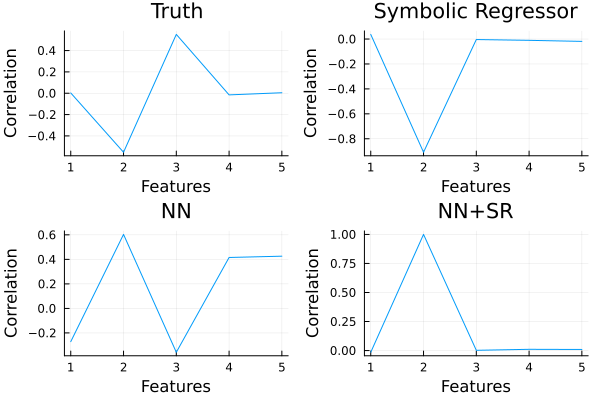 Truth
Correlation
0.4
0.2
0.0
−0.2
−0.4
1 2 3 4 5
Features
Symbolic Regressor
Correlation
0.0
−0.2
−0.4
−0.6
−0.8
1 2 3 4 5
Features
NN
Correlation
0.6
0.4
0.2
0.0
−0.2
1 2 3 4 5
Features
NN+SR
Correlation
1.00
0.75
0.50
0.25
0.00
1 2 3 4 5
Features